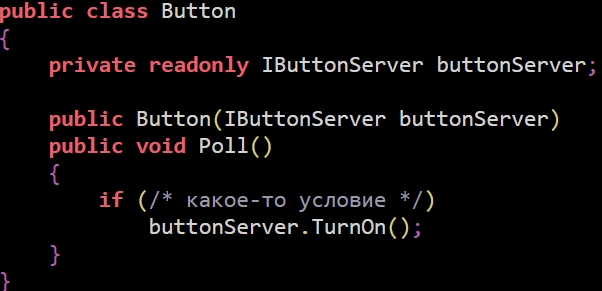 public class Button
{
    private readonly IButtonServer buttonServer;

    public Button(IButtonServer buttonServer)
    public void Poll()
    {
        if (/* какое-то условие */)
            buttonServer.TurnOn();
    }
}